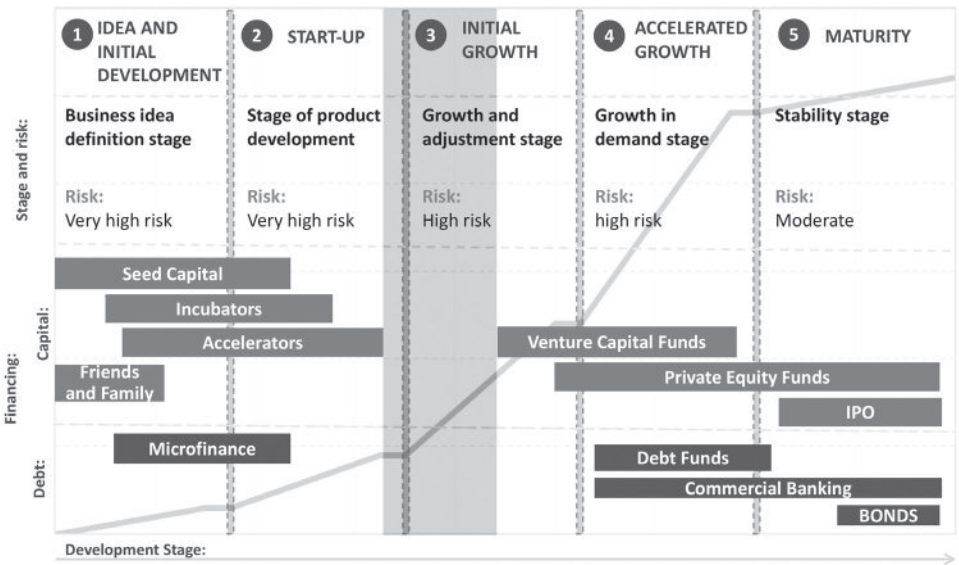 1 IDEA AND
INITIAL
DEVELOPMENT
2 START-UP
3 INITIAL
GROWTH
4 ACCELERATED
GROWTH
5 MATURITY
Stage and risk:
Business idea
definition stage
Stage of product
development
Growth and
adjustment stage
Growth in
demand stage
Stability stage
Risk:
Very high risk
Risk:
Very high risk
Risk:
High risk
Risk:
high risk
Risk:
Moderate
Financing:
Capital:
Seed Capital
Incubators
Accelerators
Venture Capital Funds
Friends
and Family
Private Equity Funds
IPO
Debt:
Microfinance
Debt Funds
Commercial Banking
BONDS
Development Stage: